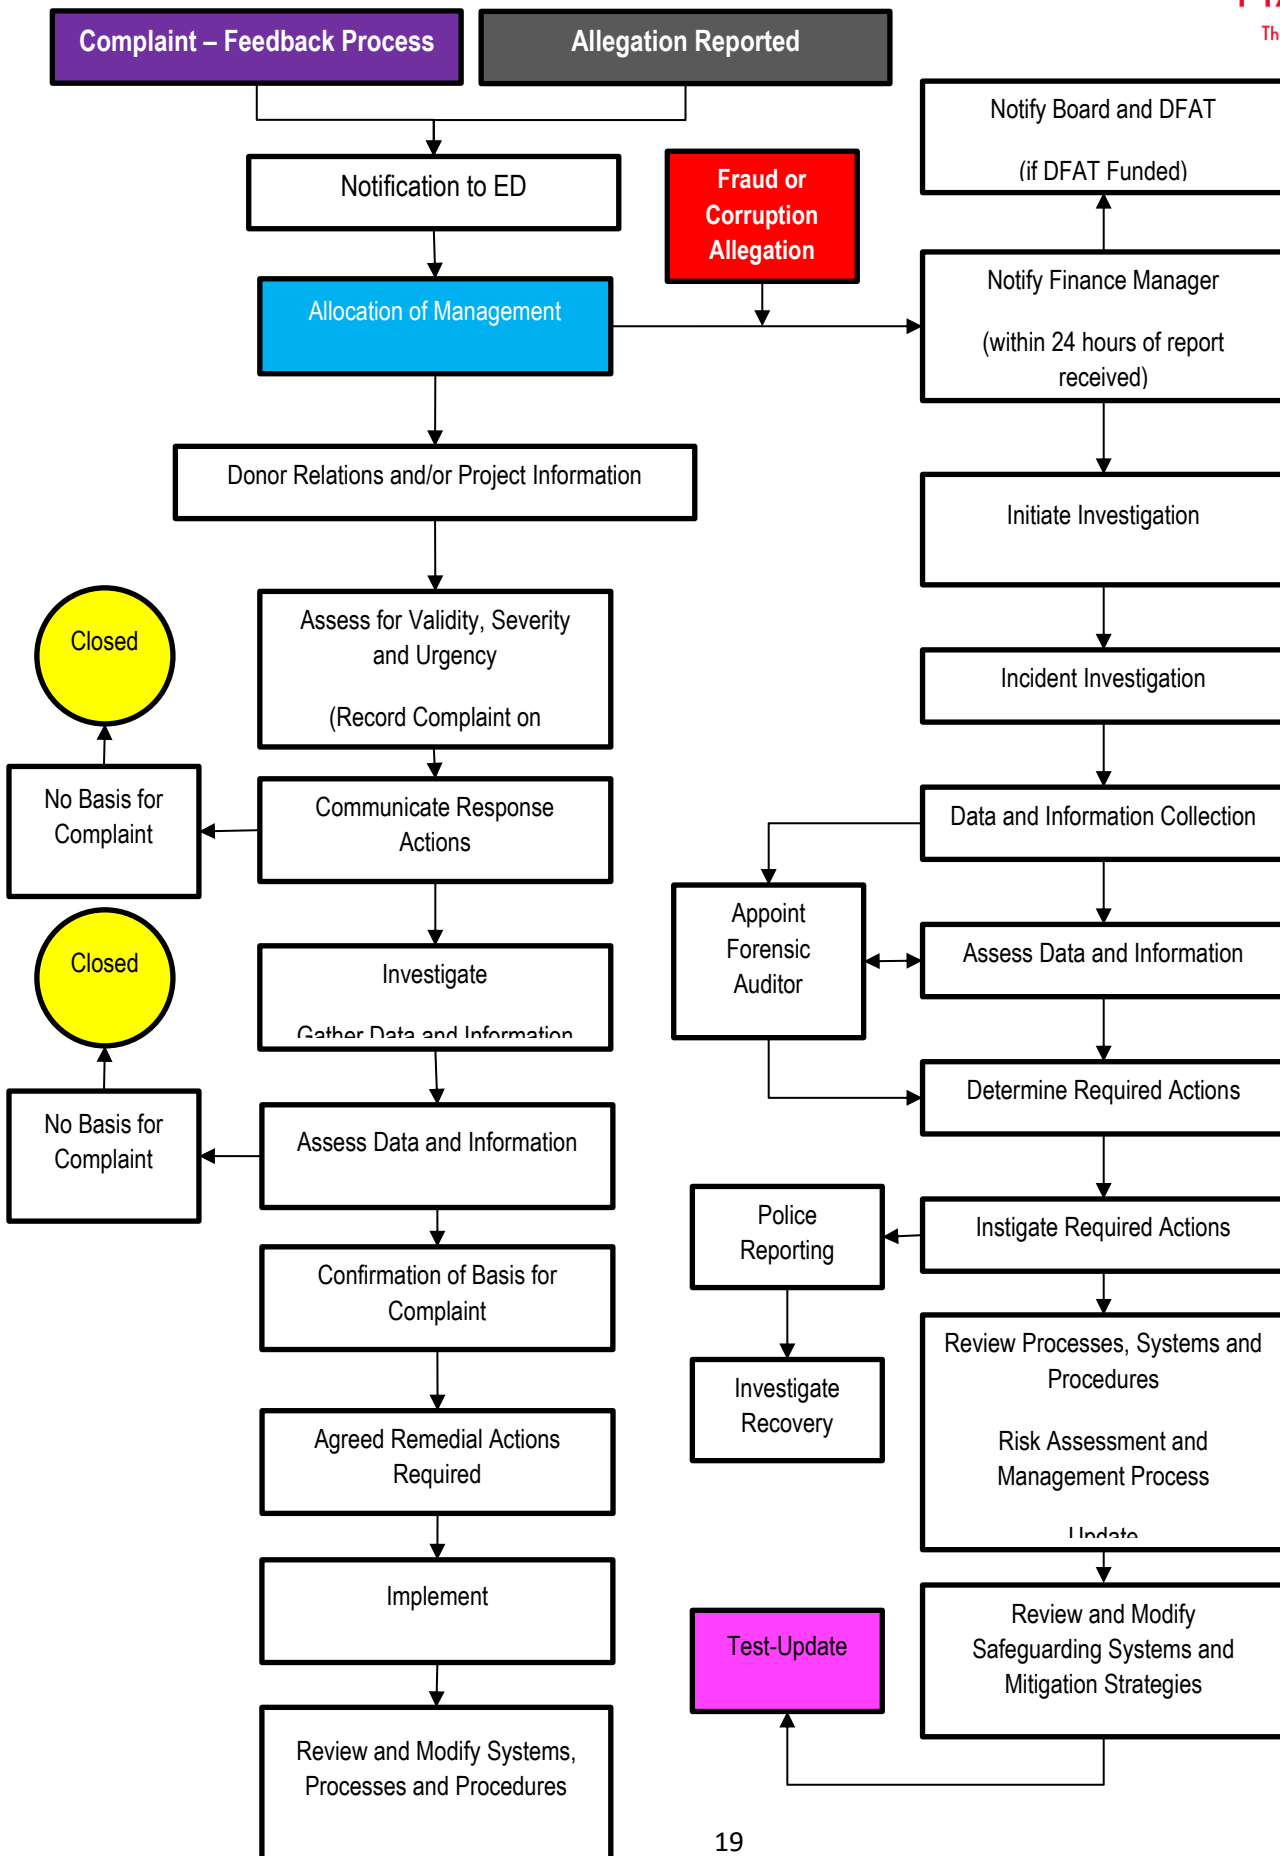 Complaint – Feedback Process
Allegation Reported
Th
Notify Board and DFAT
(if DFAT Funded)
Notification to ED
Fraud or
Corruption
Allegation
Allocation of Management
Notify Finance Manager
(within 24 hours of report
received)
Donor Relations and/or Project Information
Initiate Investigation
Closed
Assess for Validity, Severity
and Urgency
(Record Complaint on
Incident Investigation
No Basis for
Complaint
Communicate Response
Actions
Data and Information Collection
Appoint
Forensic
Auditor
Closed
Investigate
Gather Data and Information
Assess Data and Information
No Basis for
Complaint
Assess Data and Information
Determine Required Actions
Police
Reporting
Instigate Required Actions
Confirmation of Basis for
Complaint
Investigate
Recovery
Review Processes, Systems and
Procedures
Risk Assessment and
Management Process
Update
Agreed Remedial Actions
Required
Implement
Test-Update
Review and Modify
Safeguarding Systems and
Mitigation Strategies
Review and Modify Systems,
Processes and Procedures
19